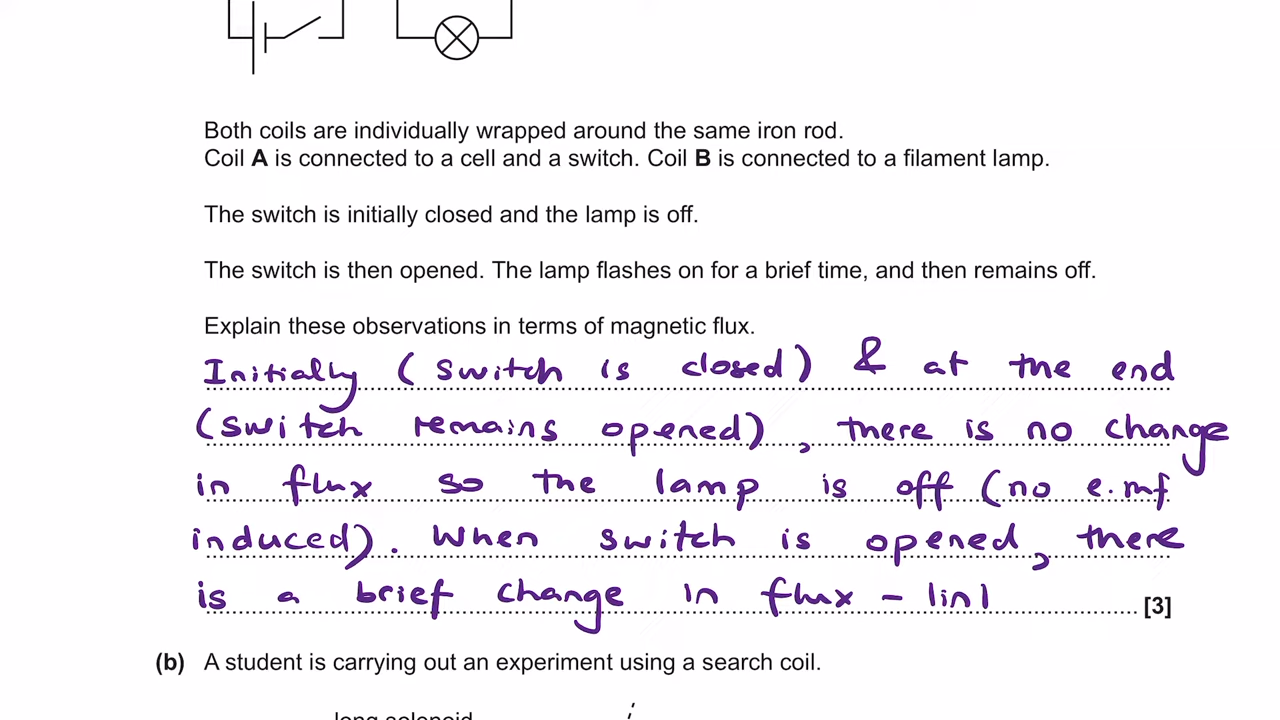 Both coils are individually wrapped around the same iron rod.
Coil A is connected to a cell and a switch. Coil B is connected to a filament lamp.
The switch is initially closed and the lamp is off.
The switch is then opened. The lamp flashes on for a brief time, and then remains off.
Explain these observations in terms of magnetic flux.
Initially (switch is closed) & at the end
(switch remains opened), there is no change
in flux so the lamp is off (no e.mf
induced). When switch is opened, there
is a brief change in flux - lin
[3]
(b) A student is carrying out an experiment using a search coil.
long solenoid